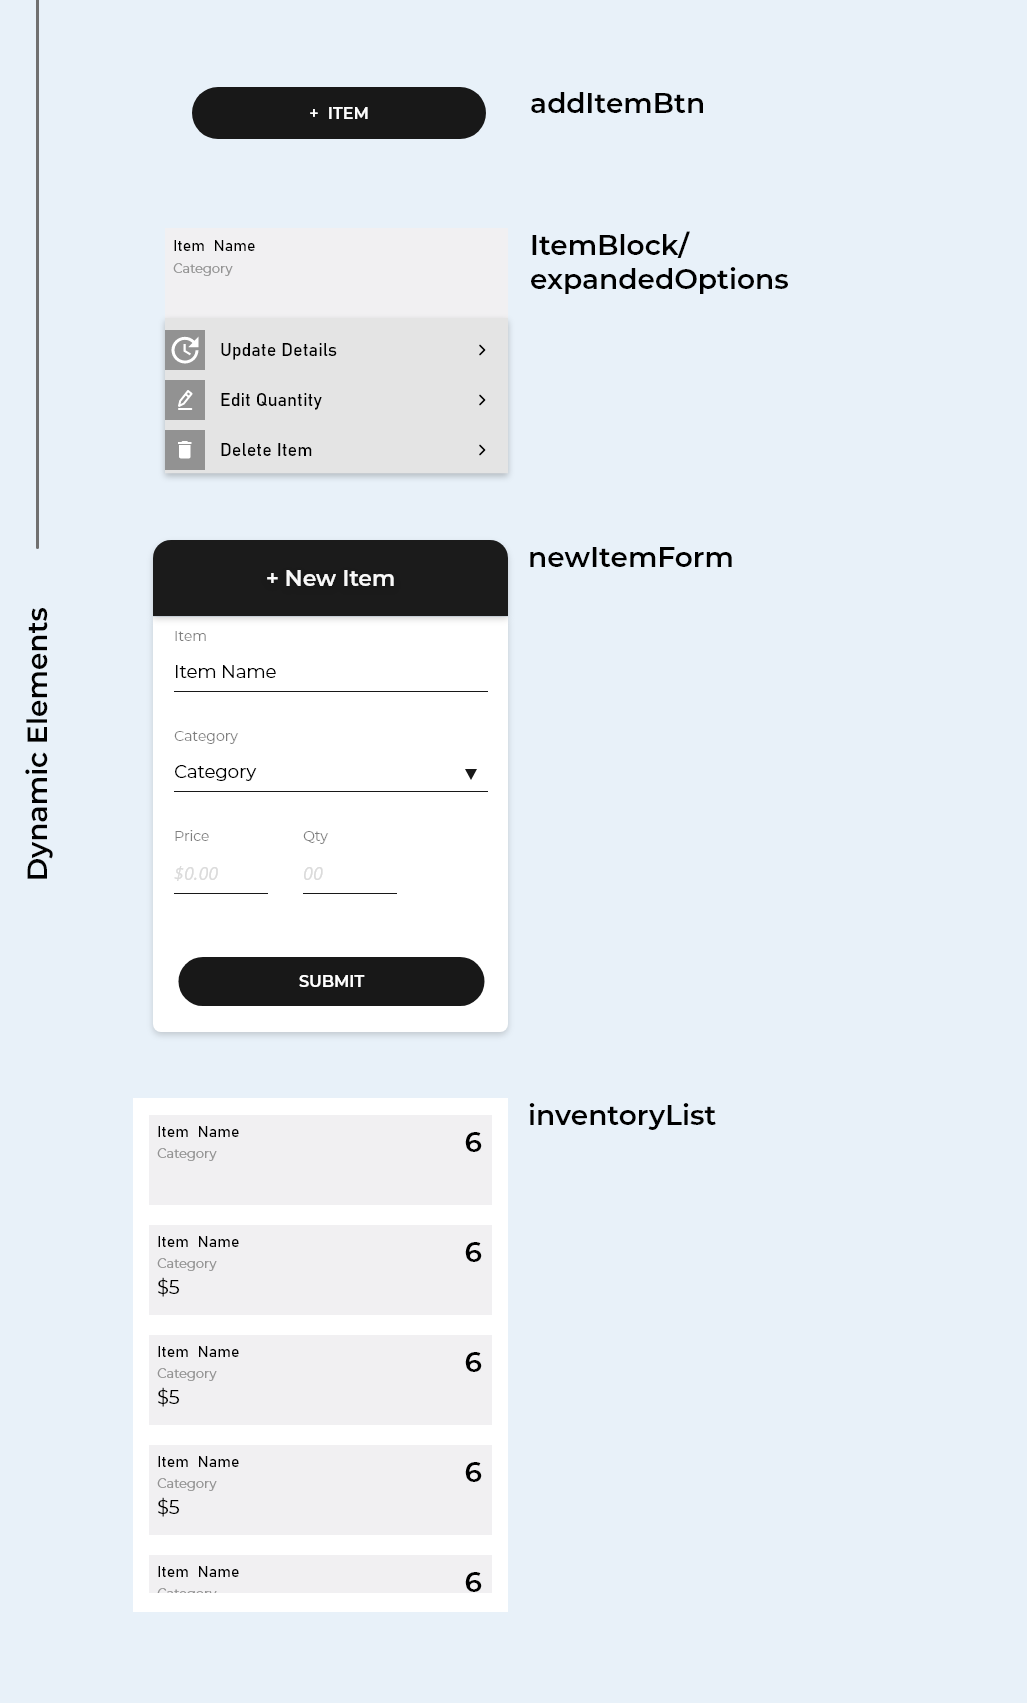 + ITEM
addItemBtn
Item Name
Category
ItemBlock/
expandedOptions
Update Details
Edit Quantity
Delete Item
Dynamic Elements
newItemForm
+ New Item
Item
Item Name
Category
Category
Price
Qty
$0.00
00
SUBMIT
inventoryList
Item Name
6
Category
Item Name
6
Category
$5
Item Name
6
Category
$5
Item Name
6
Category
$5
Item Name
6
Category